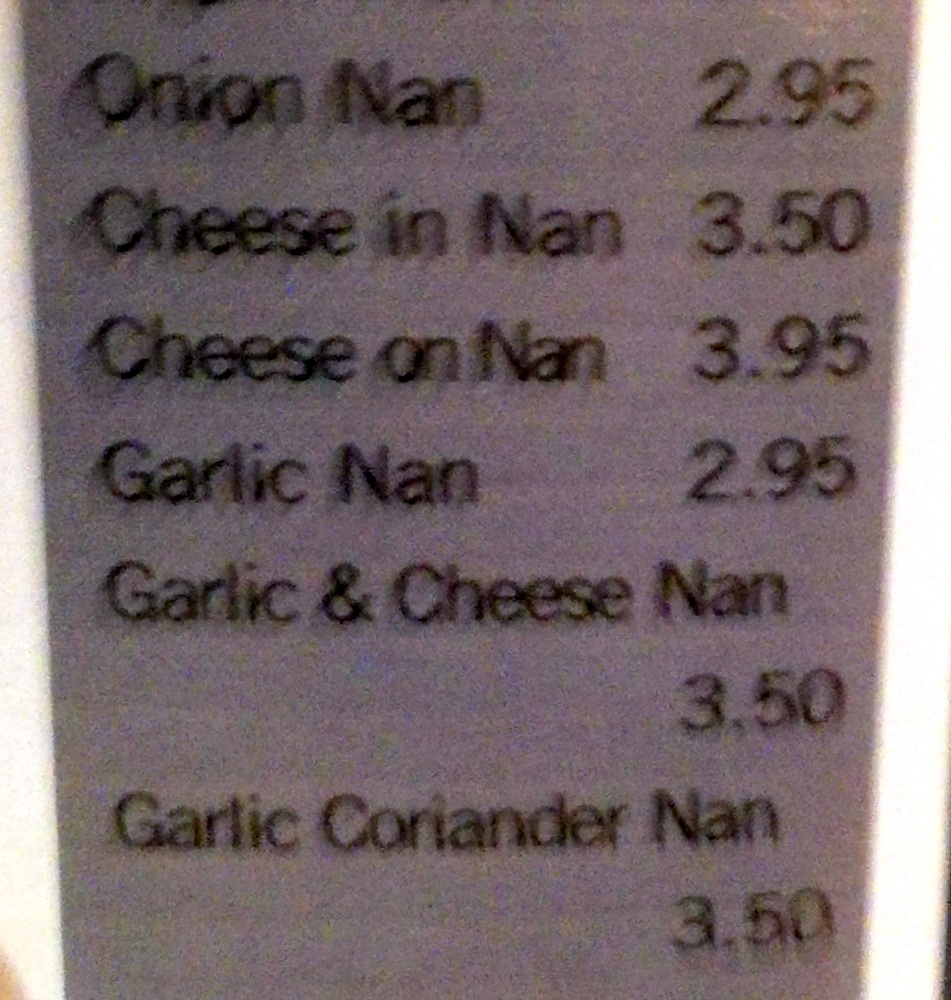 Onion Nan 2.95
Cheese in Nan 3.50
Cheese on Nan 3.95
Garlic Nan 2.95
Garlic & Cheese Nan
3.50
Garlic Coriander Nan
3.50